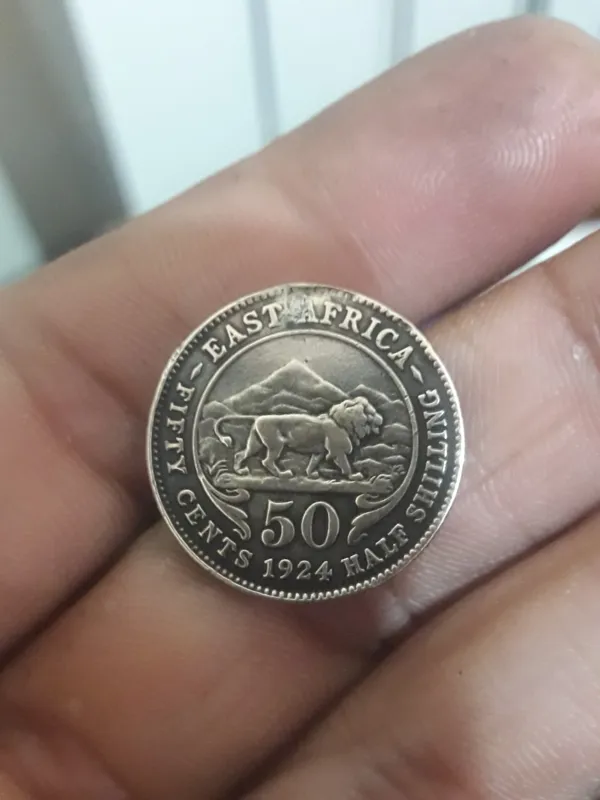 EAST AFRICA
50
FIFTY CENTS 1924 HALF SHILLING